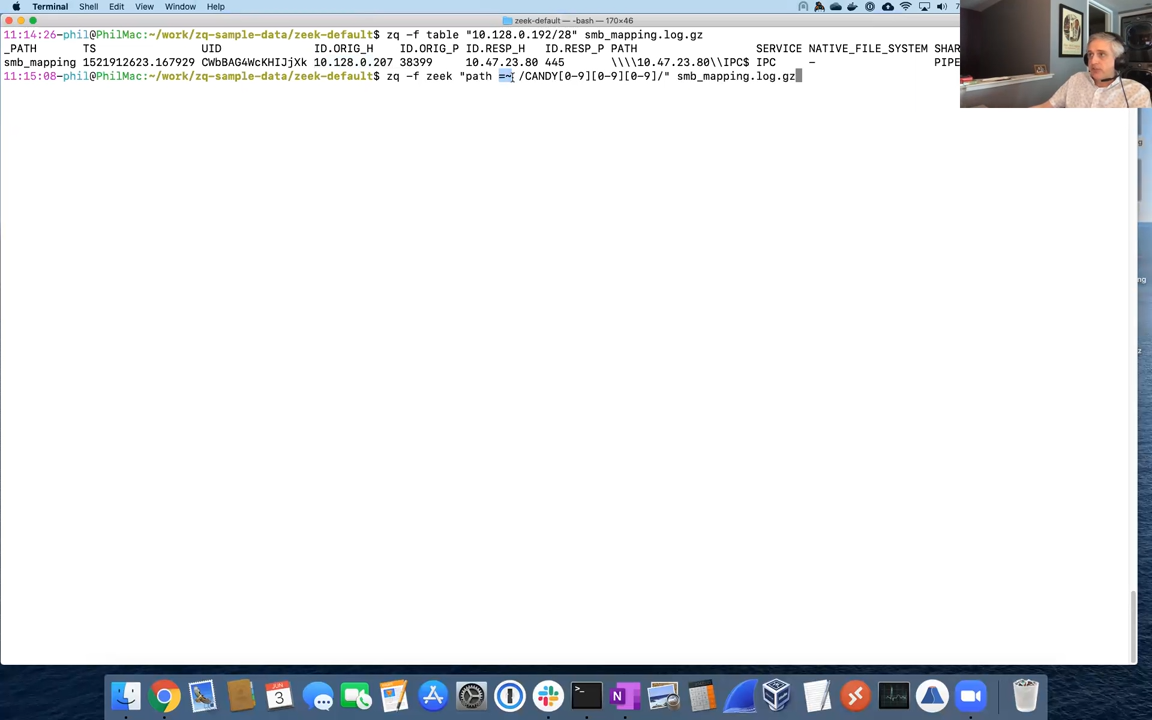 Terminal Shell Edit View Window Help
zeek-default — -bash — 170×46
11:14:26-phil@PhilMac:~/work/zq-sample-data/zeek-default$ zq -f table "10.128.0.192/28" smb_mapping.log.gz
_PATH TS UID ID.ORIG_H ID.ORIG_P ID.RESP_H ID.RESP_P PATH SERVICE NATIVE_FILE_SYSTEM SHAR
smb_mapping 1521912623.167929 CWbBAG4WcKHIJjXk 10.128.0.207 38399 10.47.23.80 445 \\\\10.47.23.80\\IPC$ IPC - PIPE
11:15:08-phil@PhilMac:~/work/zq-sample-data/zeek-default$ zq -f zeek "path =~ /CANDY[0-9][0-9][0-9]/" smb_mapping.log.gz
JUN
3